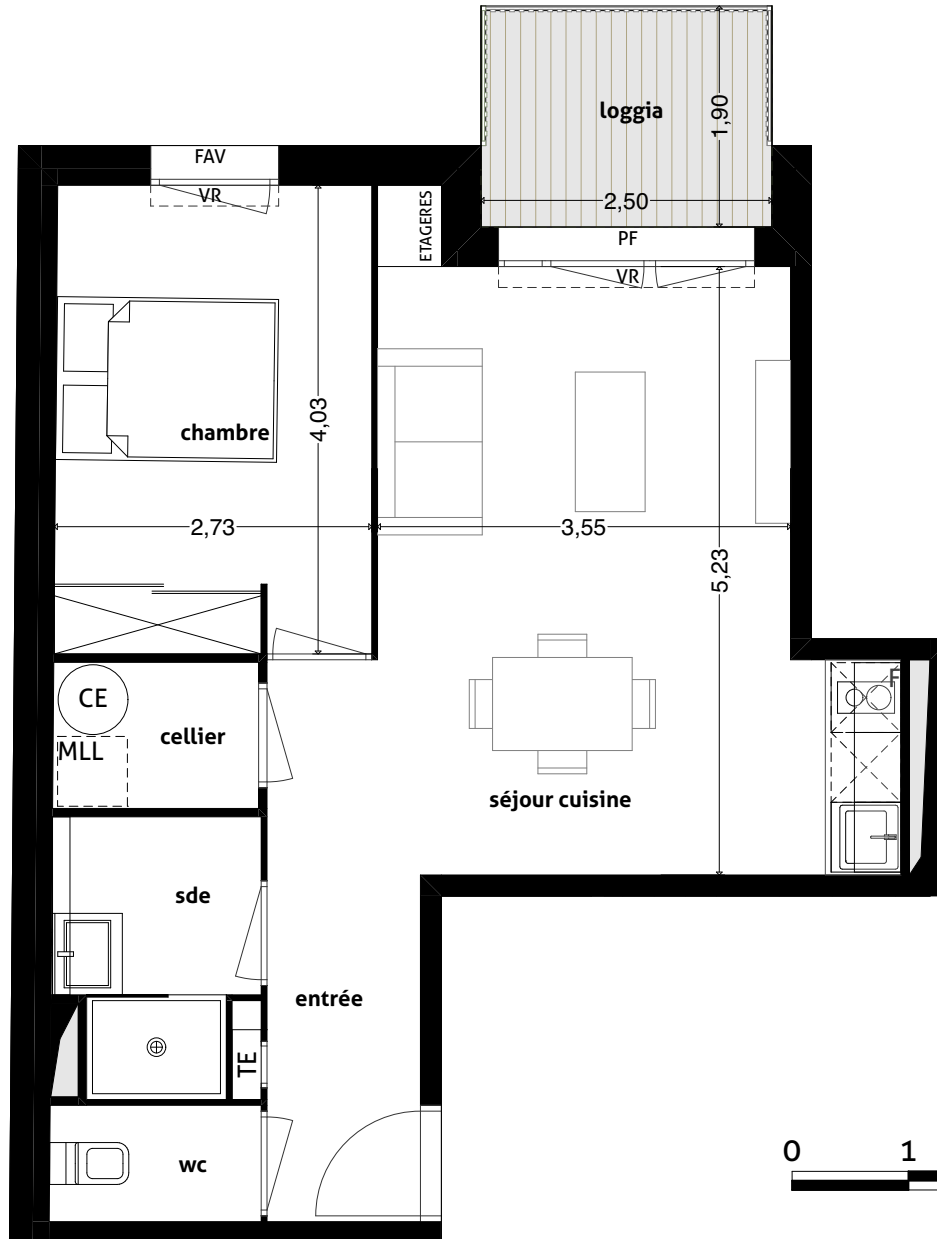 loggia
1,90
2,50
FAV
VR
ETAGERES
PF
VR
chambre
4,03
2,73
3,55
5,23
CE
MLL
cellier
F
séjour cuisine
sde
entrée
TE
wc
0 1